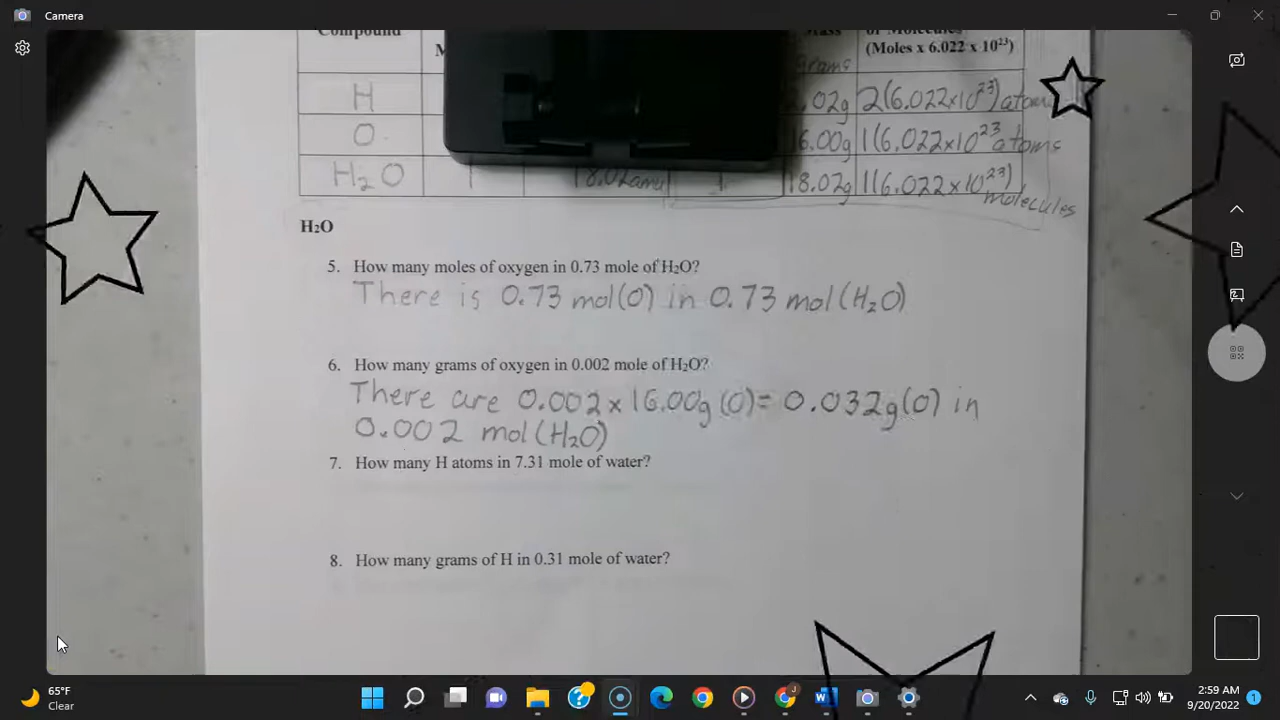 Camera
Compound
of Molecules
M
Mass
(Moles x 6.022 x 10²³)
grams
H
.02g
2(6.022x10²³) atoms
O
16.00g
1(6.022x10²³ atoms
H₂O
1
18.02amu
1
18.02g
1(6.022x10²³)
molecules
H₂O
5. How many moles of oxygen in 0.73 mole of H₂O?
There is 0.73 mol(O) in 0.73 mol(H₂O)
6. How many grams of oxygen in 0.002 mole of H₂O?
There are 0.002 x 16.00g (O)= 0.032g(O) in
0.002 mol(H₂O)
7. How many H atoms in 7.31 mole of water?
8. How many grams of H in 0.31 mole of water?
65°F
Clear
2:59 AM
9/20/2022
1